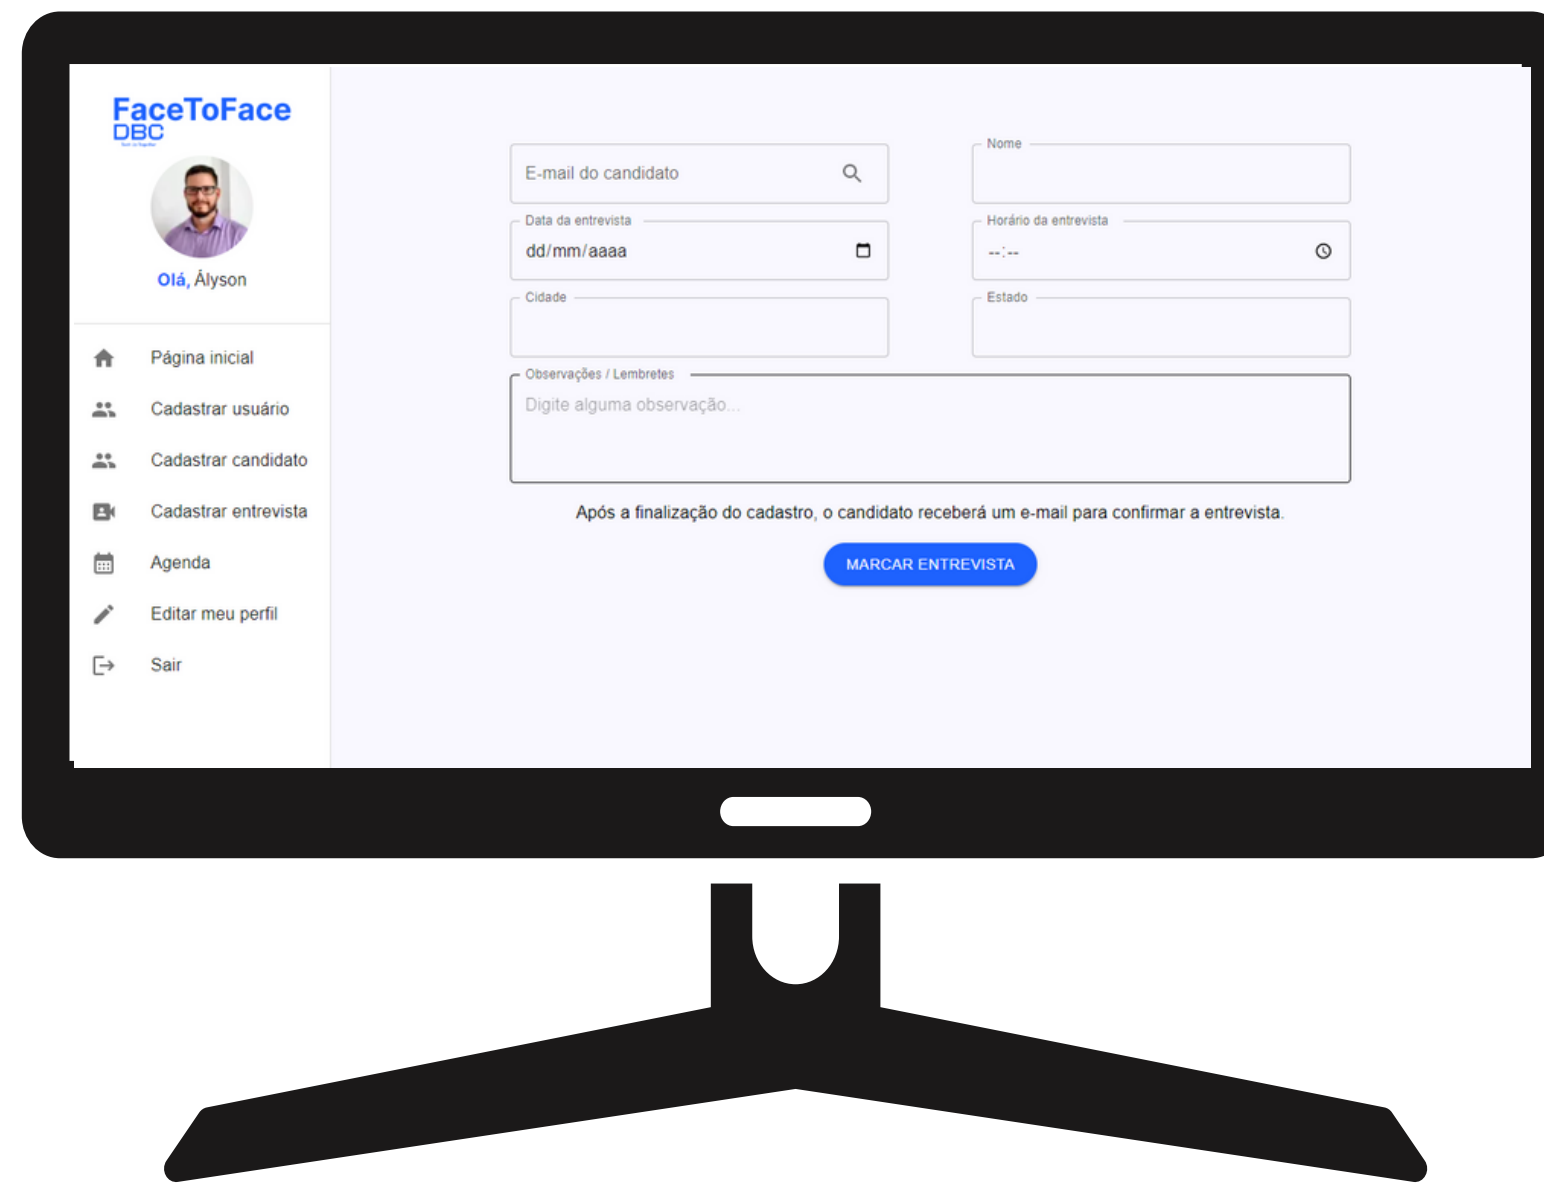 FaceToFace
DBC
Olá, Ályson
Página inicial
Cadastrar usuário
Cadastrar candidato
Cadastrar entrevista
Agenda
Editar meu perfil
Sair
E-mail do candidato
Nome
Data da entrevista
dd/mm/aaaa
Horário da entrevista
--:--
Cidade
Estado
Observações / Lembretes
Digite alguma observação...
Após a finalização do cadastro, o candidato receberá um e-mail para confirmar a entrevista.
MARCAR ENTREVISTA